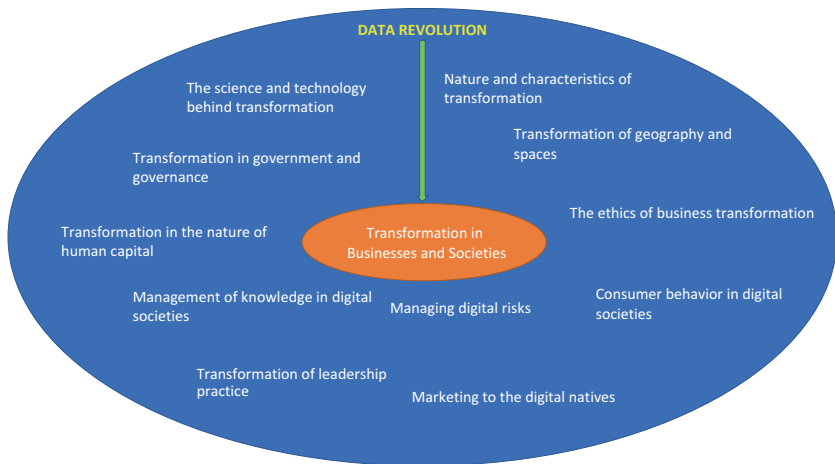 DATA REVOLUTION
The science and technology
behind transformation
Nature and characteristics of
transformation
Transformation of geography and
spaces
Transformation in government and
governance
The ethics of business transformation
Transformation in the nature of
human capital
Transformation in
Businesses and Societies
Management of knowledge in digital
societies
Managing digital risks
Consumer behavior in digital
societies
Transformation of leadership
practice
Marketing to the digital natives